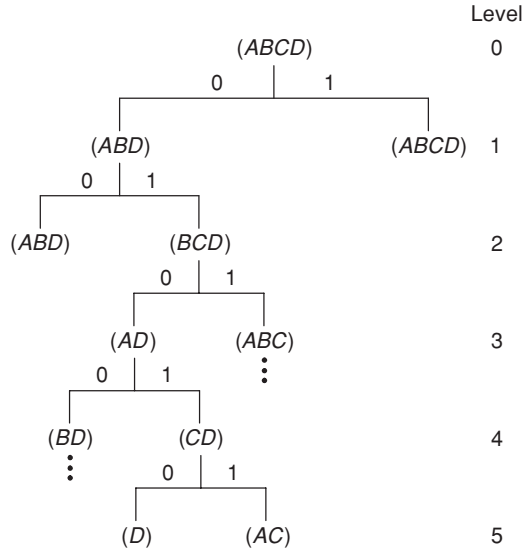 Level
(ABCD) 0
0 1
(ABD) (ABCD) 1
0 1
(ABD) (BCD) 2
0 1
(AD) (ABC) 3
0 1
(BD) (CD) 4
0 1
(D) (AC) 5